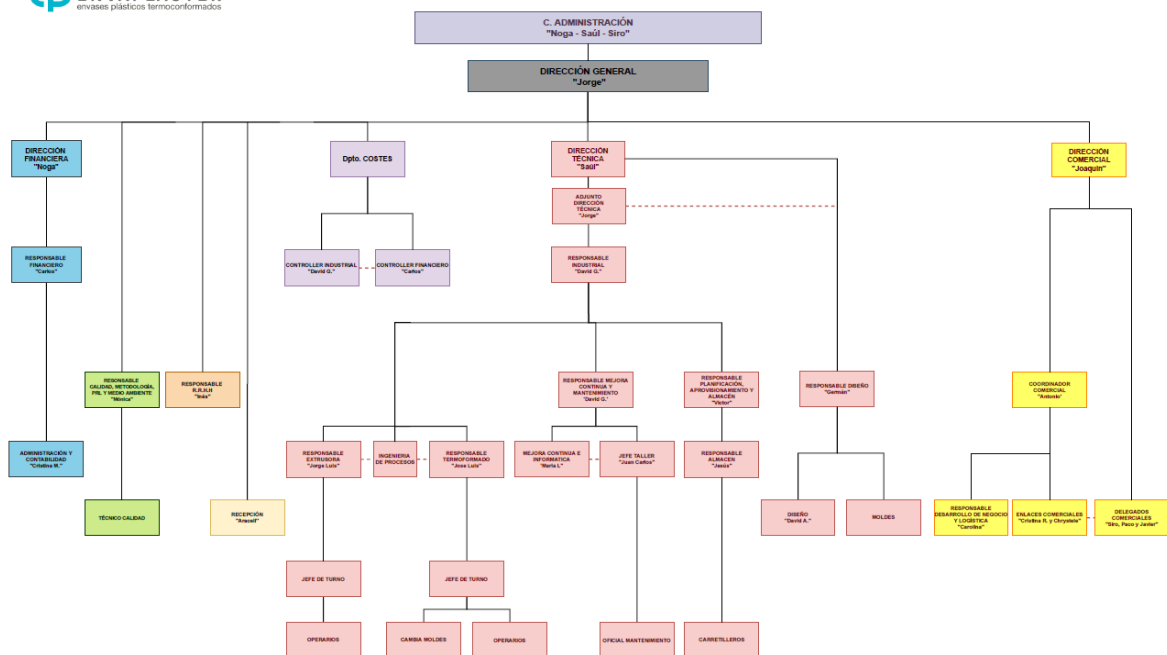 envases plásticos termoconformados
C. ADMINISTRACIÓN
"Noga - Saúl - Siro"
DIRECCIÓN GENERAL
"Jorge"
DIRECCIÓN
FINANCIERA
"Noga"
Dpto. COSTES
DIRECCIÓN
TÉCNICA
"Saúl"
DIRECCIÓN
COMERCIAL
"Joaquin"
ADJUNTO
DIRECCIÓN
TÉCNICA
"Jorge"
RESPONSABLE
FINANCIERO
"Carlos"
CONTROLLER INDUSTRIAL
"David G."
CONTROLLER FINANCIERO
"Carlos"
RESPONSABLE
INDUSTRIAL
"David G."
RESONSABLE
CALIDAD, METODOLOGÍA,
PRL Y MEDIO AMBIENTE
"Mónica"
RESPONSABLE
R.R.H.H
"Inés"
RESPONSABLE MEJORA
CONTINUA Y
MANTENIMIENTO
"David G."
RESPONSABLE
PLANIFICACIÓN,
APROVISIONAMIENTO Y
ALMACÉN
"Victor"
RESPONSABLE DISEÑO
"Germán"
COORDINADOR
COMERCIAL
"Antonio"
ADMINISTRACIÓN Y
CONTABILIDAD
"Cristina M."
RESPONSABLE
EXTRUSORA
"Jorge Luis"
INGENIERIA
DE PROCESOS
RESPONSABLE
TERMOFORMADO
"Jose Luis"
MEJORA CONTINUA E
INFORMATICA
"Maria L"
JEFE TALLER
"Juan Carlos"
RESPONSABLE
ALMACEN
"Jesús"
TÉCNICO CALIDAD
RECEPCIÓN
"Araceli"
DISEÑO
"David A."
MOLDES
RESPONSABLE
DESARROLLO DE NEGOCIO
Y LOGÍSTICA
"Carolina"
ENLACES COMERCIALES
"Cristina R. y Chrystele"
DELEGADOS
COMERCIALES
"Siro, Paco y Javier"
JEFE DE TURNO
JEFE DE TURNO
OPERARIOS
CAMBIA MOLDES
OPERARIOS
OFICIAL MANTENIMIENTO
CARRETILLEROS